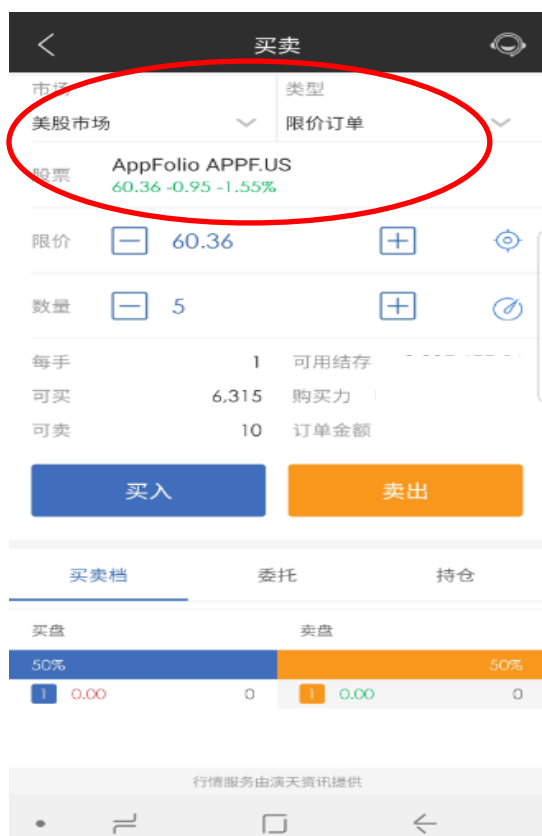 买卖
市场 类型
美股市场 限价订单
股票 AppFolio APPF.US
60.36 -0.95 -1.55%
限价 60.36
数量 5
每手 1 可用结存
可买 6,315 购买力
可卖 10 订单金额
买入 卖出
买卖档 委托 持仓
买盘 卖盘
50% 50%
1 0.00 0 1 0.00 0
行情服务由演天资讯提供